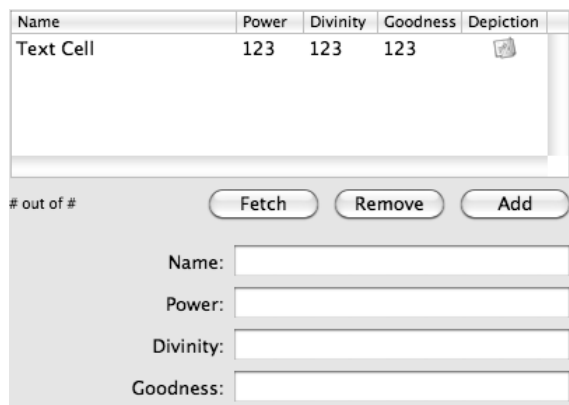 Name Power Divinity Goodness Depiction
Text Cell 123 123 123
# out of # Fetch Remove Add
Name:
Power:
Divinity:
Goodness: